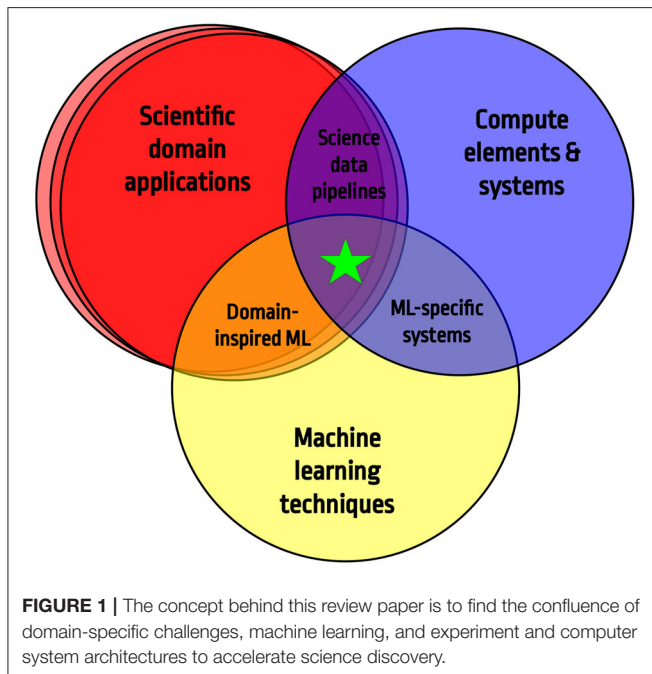 Scientific
domain
applications
Science
data
pipelines
Compute
elements &
systems
Domain-
inspired ML
ML-specific
systems
Machine
learning
techniques
FIGURE 1 | The concept behind this review paper is to find the confluence of
domain-specific challenges, machine learning, and experiment and computer
system architectures to accelerate science discovery.